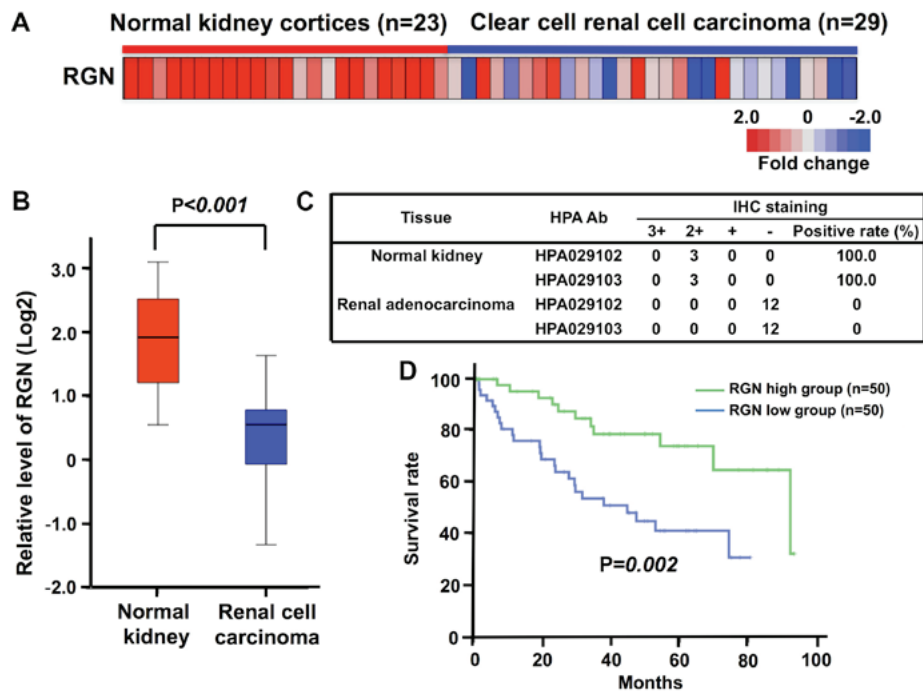 A
Normal kidney cortices (n=23)
Clear cell renal cell carcinoma (n=29)
RGN
2.0 0 -2.0
Fold change
B
P<0.001
Relative level of RGN (Log2)
3.0
2.0
1.0
0
-1.0
-2.0
Normal kidney
Renal cell carcinoma
C
Tissue HPA Ab IHC staining
3+ 2+ + - Positive rate (%)
Normal kidney HPA029102 0 3 0 0 100.0
HPA029103 0 3 0 0 100.0
Renal adenocarcinoma HPA029102 0 0 0 12 0
HPA029103 0 0 0 12 0
D
RGN high group (n=50)
RGN low group (n=50)
Survival rate
100
80
60
40
20
0
P=0.002
0 20 40 60 80 100
Months